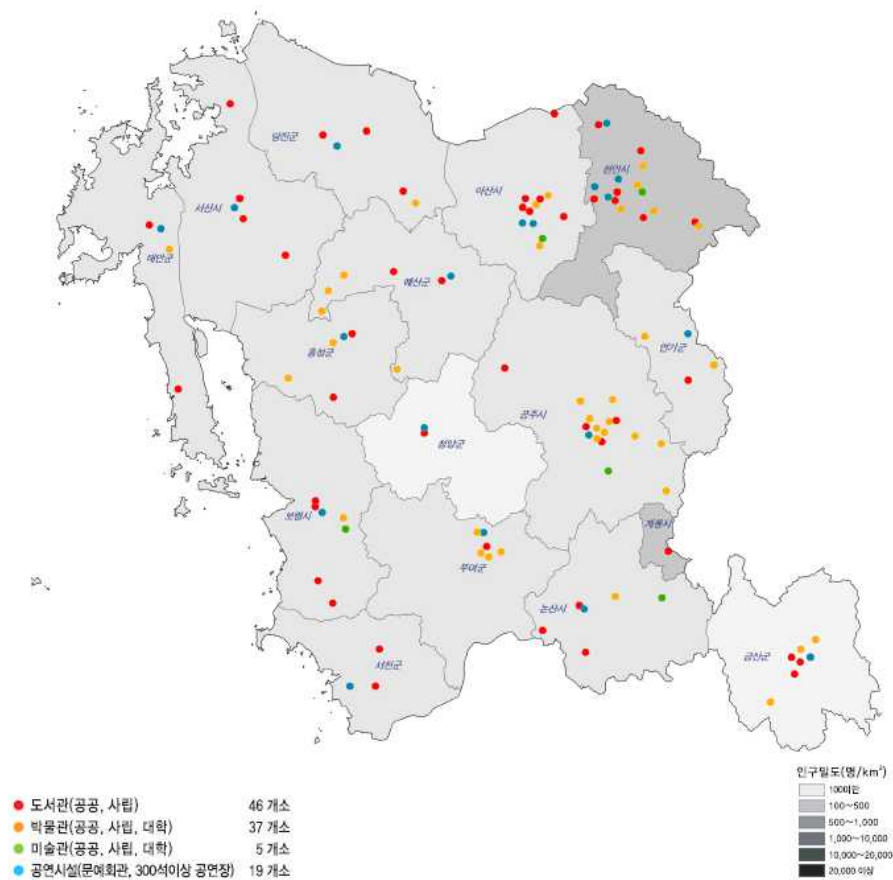 당진군
아산시
천안시
서산시
태안군
예산군
홍성군
연기군
공주시
청양군
보령시
계룡시
부여군
논산시
서천군
금산군
도서관(공공, 사립) 46 개소
박물관(공공, 사립, 대학) 37 개소
미술관(공공, 사립, 대학) 5 개소
공연시설(문예회관, 300석이상 공연장) 19 개소
인구밀도(명/km²)
100미만
100~500
500~1,000
1,000~10,000
10,000~20,000
20,000 이상